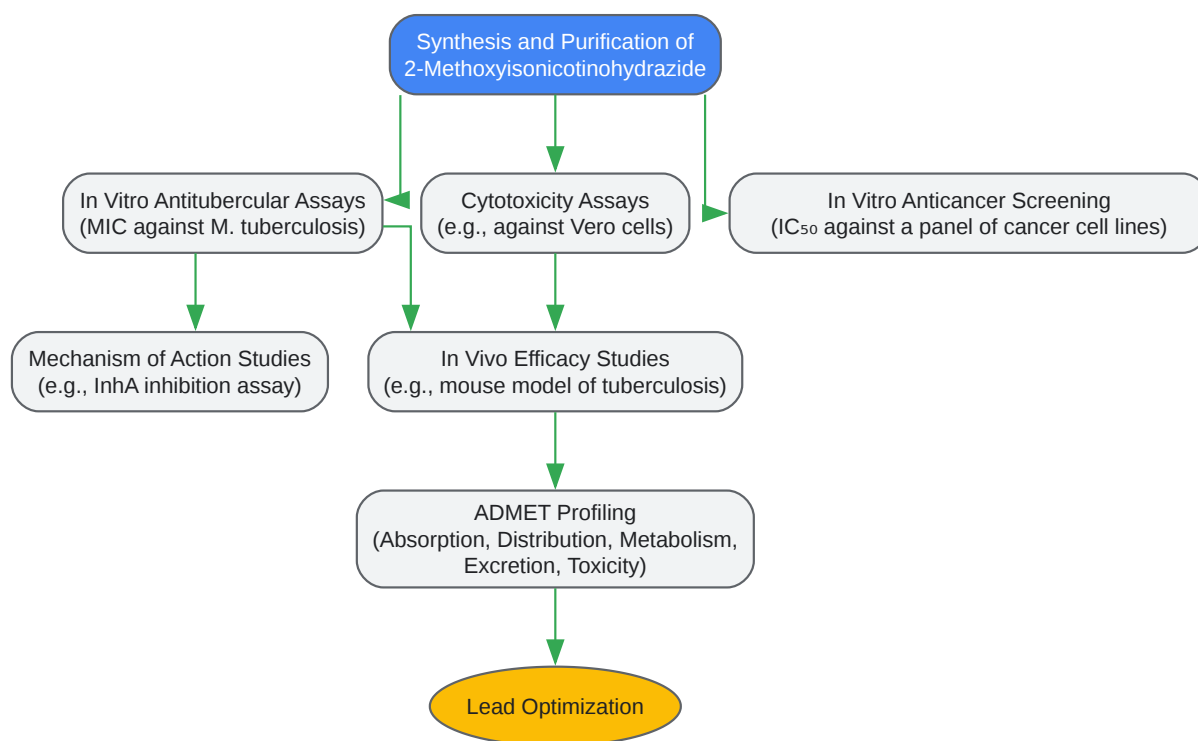 Synthesis and Purification of
2-Methoxyisonicotinohydrazide
In Vitro Antitubercular Assays
(MIC against M. tuberculosis)
Cytotoxicity Assays
(e.g., against Vero cells)
In Vitro Anticancer Screening
(IC₅₀ against a panel of cancer cell lines)
Mechanism of Action Studies
(e.g., InhA inhibition assay)
In Vivo Efficacy Studies
(e.g., mouse model of tuberculosis)
ADMET Profiling
(Absorption, Distribution, Metabolism,
Excretion, Toxicity)
Lead Optimization